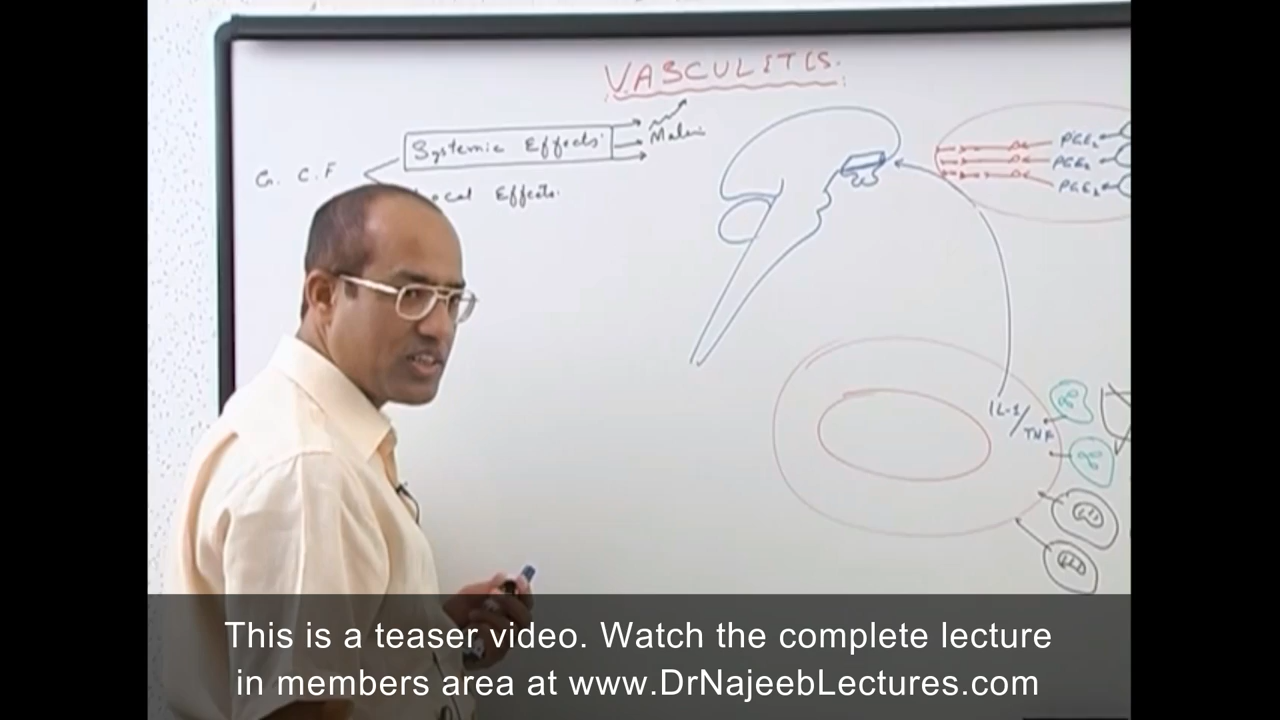 VASCULITIS.
G. C. F
Systemic Effects
Local Effects.
PGE₂
PGE₂
PGE₂
IL-1/
TNF
This is a teaser video. Watch the complete lecture
in members area at www.DrNajeebLectures.com